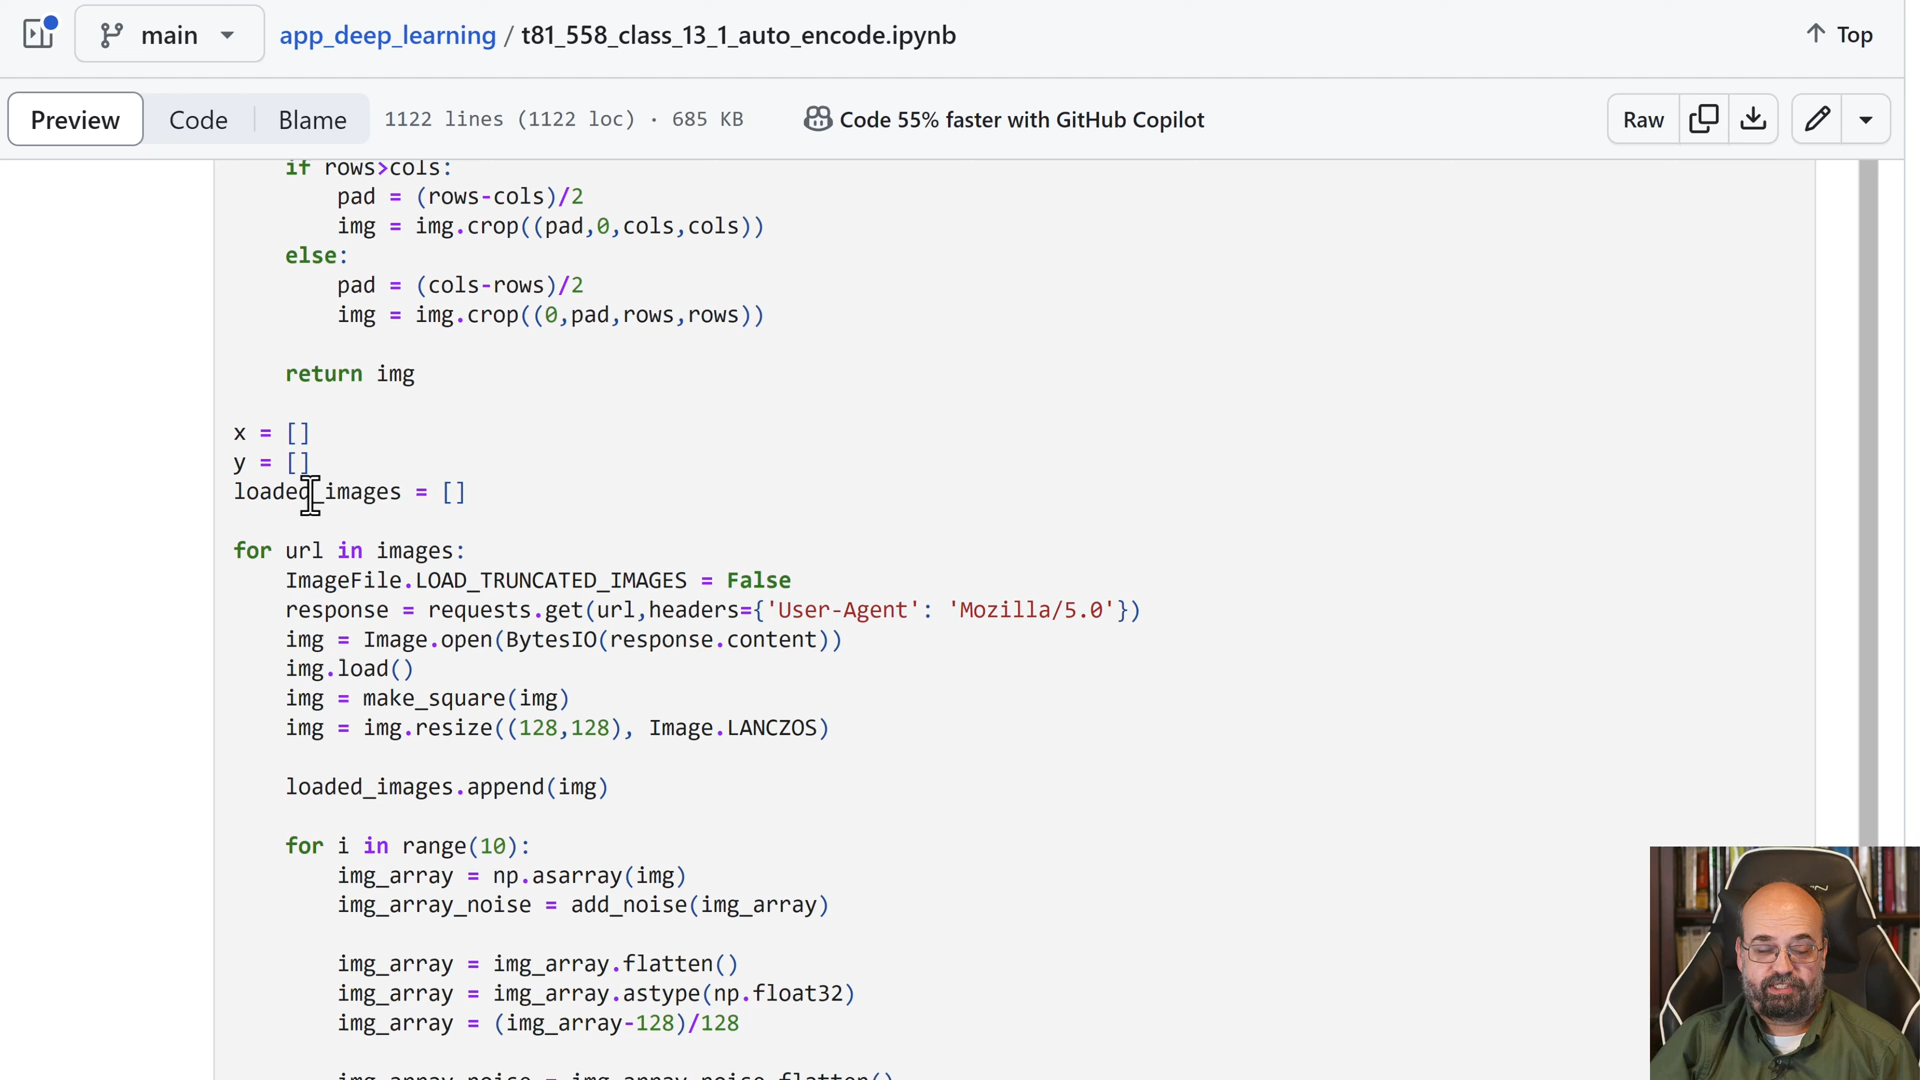 main
app_deep_learning / t81_558_class_13_1_auto_encode.ipynb
Top
Preview
Code
Blame
1122 lines (1122 loc) · 685 KB
Code 55% faster with GitHub Copilot
Raw
if rows>cols:
pad = (rows-cols)/2
img = img.crop((pad,0,cols,cols))
else:
pad = (cols-rows)/2
img = img.crop((0,pad,rows,rows))
return img
x = []
y = []
loaded_images = []
for url in images:
ImageFile.LOAD_TRUNCATED_IMAGES = False
response = requests.get(url,headers={'User-Agent': 'Mozilla/5.0'})
img = Image.open(BytesIO(response.content))
img.load()
img = make_square(img)
img = img.resize((128,128), Image.LANCZOS)
loaded_images.append(img)
for i in range(10):
img_array = np.asarray(img)
img_array_noise = add_noise(img_array)
img_array = img_array.flatten()
img_array = img_array.astype(np.float32)
img_array = (img_array-128)/128
img_array_noise = img_array_noise.flatten()